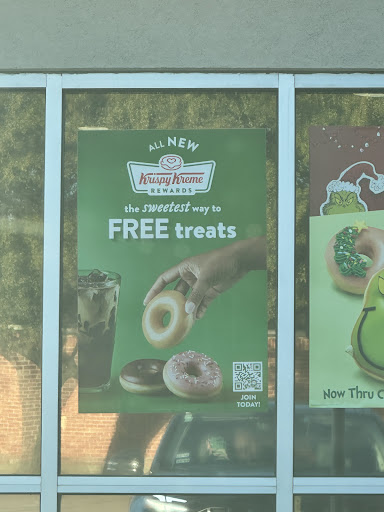 ALL NEW
Krispy Kreme
REWARDS
the sweetest way to
FREE treats
JOIN
TODAY!
Now Thru